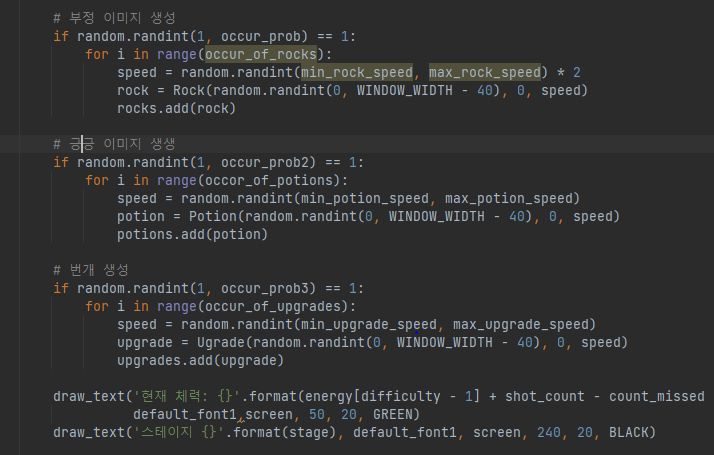 # 부정 이미지 생성
if random.randint(1, occur_prob) == 1:
    for i in range(occur_of_rocks):
        speed = random.randint(min_rock_speed, max_rock_speed) * 2
        rock = Rock(random.randint(0, WINDOW_WIDTH - 40), 0, speed)
        rocks.add(rock)

# 긍긍 이미지 생생
if random.randint(1, occur_prob2) == 1:
    for i in range(occor_of_potions):
        speed = random.randint(min_potion_speed, max_potion_speed)
        potion = Potion(random.randint(0, WINDOW_WIDTH - 40), 0, speed)
        potions.add(potion)

# 번개 생성
if random.randint(1, occur_prob3) == 1:
    for i in range(occur_of_upgrades):
        speed = random.randint(min_upgrade_speed, max_upgrade_speed)
        upgrade = Ugrade(random.randint(0, WINDOW_WIDTH - 40), 0, speed)
        upgrades.add(upgrade)

draw_text('현재 체력: {}'.format(energy[difficulty - 1] + shot_count - count_missed
          default_font1,screen, 50, 20, GREEN)
draw_text('스테이지 {}'.format(stage), default_font1, screen, 240, 20, BLACK)